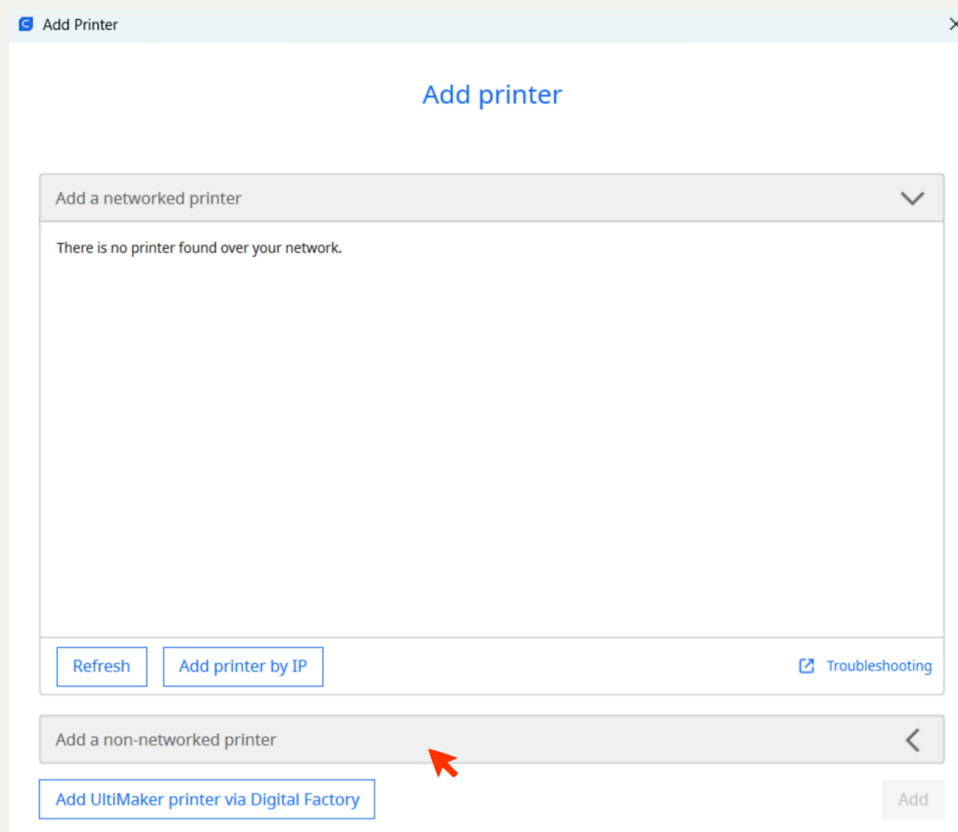 Add Printer
Add printer
Add a networked printer
There is no printer found over your network.
Refresh
Add printer by IP
Troubleshooting
Add a non-networked printer
Add UltiMaker printer via Digital Factory
Add